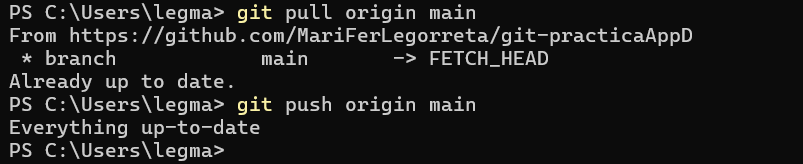 PS C:\Users\legma> git pull origin main
From https://github.com/MariFerLegorreta/git-practicaAppD
 * branch            main       -> FETCH_HEAD
Already up to date.
PS C:\Users\legma> git push origin main
Everything up-to-date
PS C:\Users\legma>